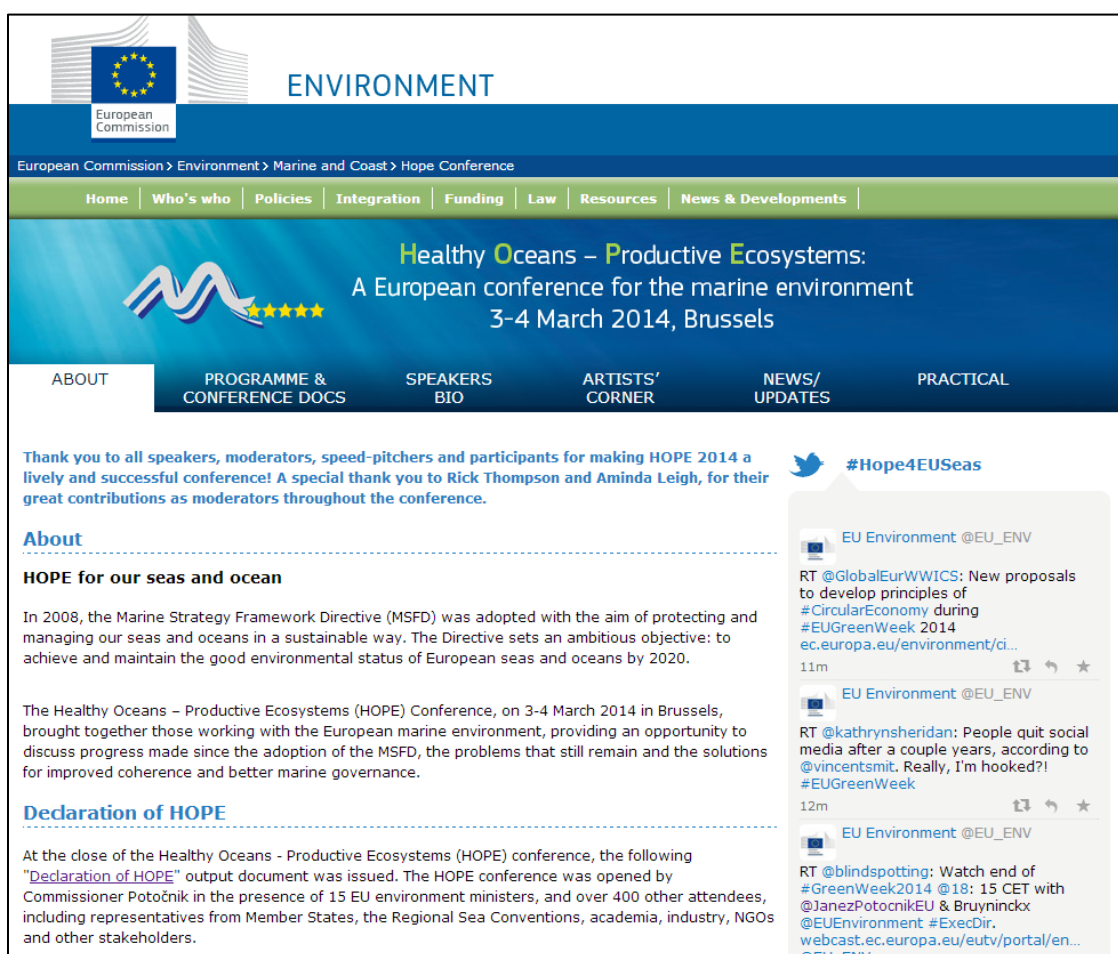 ENVIRONMENT
European
Commission
European Commission > Environment > Marine and Coast > Hope Conference
Home Who's who Policies Integration Funding Law Resources News & Developments
Healthy Oceans – Productive Ecosystems:
A European conference for the marine environment
3-4 March 2014, Brussels
ABOUT
PROGRAMME &
CONFERENCE DOCS
SPEAKERS
BIO
ARTISTS'
CORNER
NEWS/
UPDATES
PRACTICAL
Thank you to all speakers, moderators, speed-pitchers and participants for making HOPE 2014 a
lively and successful conference! A special thank you to Rick Thompson and Aminda Leigh, for their
great contributions as moderators throughout the conference.
About
HOPE for our seas and ocean
In 2008, the Marine Strategy Framework Directive (MSFD) was adopted with the aim of protecting and
managing our seas and oceans in a sustainable way. The Directive sets an ambitious objective: to
achieve and maintain the good environmental status of European seas and oceans by 2020.
The Healthy Oceans – Productive Ecosystems (HOPE) Conference, on 3-4 March 2014 in Brussels,
brought together those working with the European marine environment, providing an opportunity to
discuss progress made since the adoption of the MSFD, the problems that still remain and the solutions
for improved coherence and better marine governance.
Declaration of HOPE
At the close of the Healthy Oceans - Productive Ecosystems (HOPE) conference, the following
"Declaration of HOPE" output document was issued. The HOPE conference was opened by
Commissioner Potočnik in the presence of 15 EU environment ministers, and over 400 other attendees,
including representatives from Member States, the Regional Sea Conventions, academia, industry, NGOs
and other stakeholders.
#Hope4EUSeas
EU Environment @EU_ENV
RT @GlobalEurWWICS: New proposals
to develop principles of
#CircularEconomy during
#EUGreenWeek 2014
ec.europa.eu/environment/ci...
11m
EU Environment @EU_ENV
RT @kathrynsheridan: People quit social
media after a couple years, according to
@vincentsmit. Really, I'm hooked?!
#EUGreenWeek
12m
EU Environment @EU_ENV
RT @blindspotting: Watch end of
#GreenWeek2014 @18: 15 CET with
@JanezPotocnikEU & Bruyninckx
@EUEnvironment #ExecDir.
webcast.ec.europa.eu/eutv/portal/en...